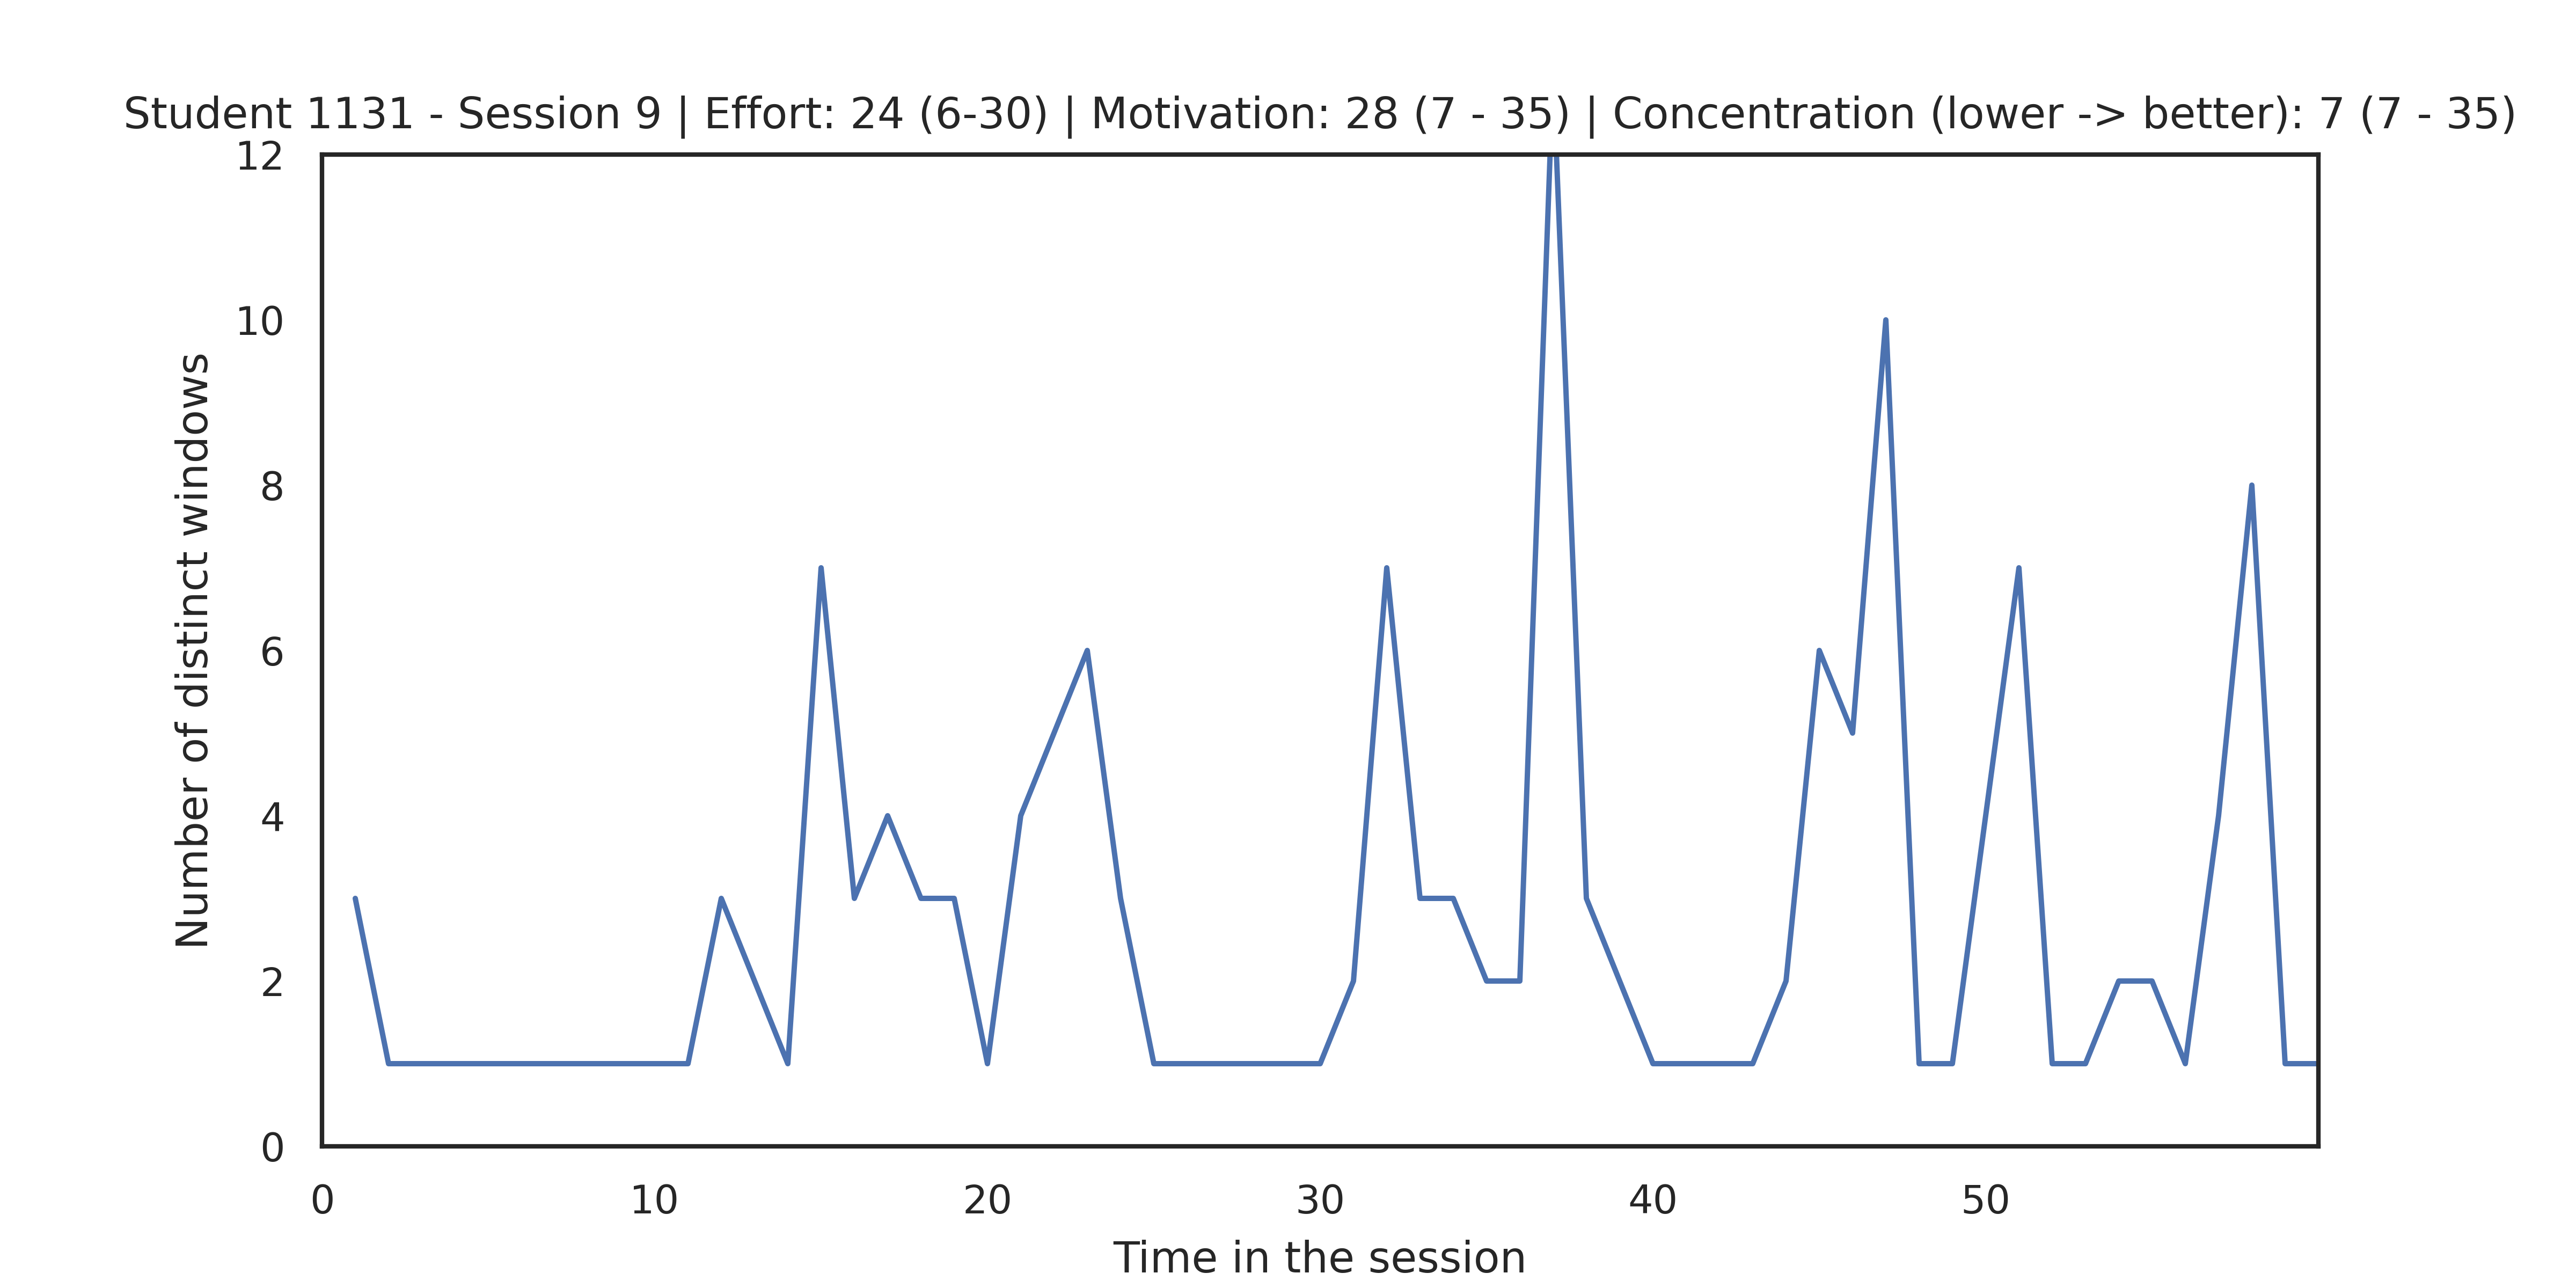 Student 1131 - Session 9 | Effort: 24 (6-30) | Motivation: 28 (7 - 35) | Concentration (lower -> better): 7 (7 - 35)
12
10
8
6
4
2
0
Number of distinct windows
0 10 20 30 40 50
Time in the session